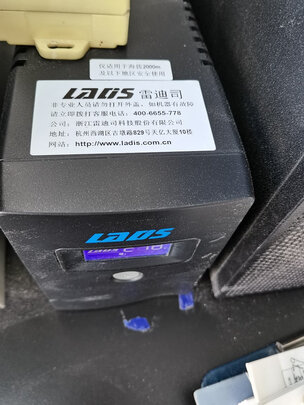 仅适用于海拔2000m
及以下地区安全使用
LADIS 雷迪司
非专业人员请勿打开外盖、如机器有故障
请立即拨打客服电话：400-6655-778
公司：浙江雷迪司科技股份有限公司
地址：杭州西湖区古墩路829号天亿大厦10楼
网站：http://www.ladis.com.cn
LADIS